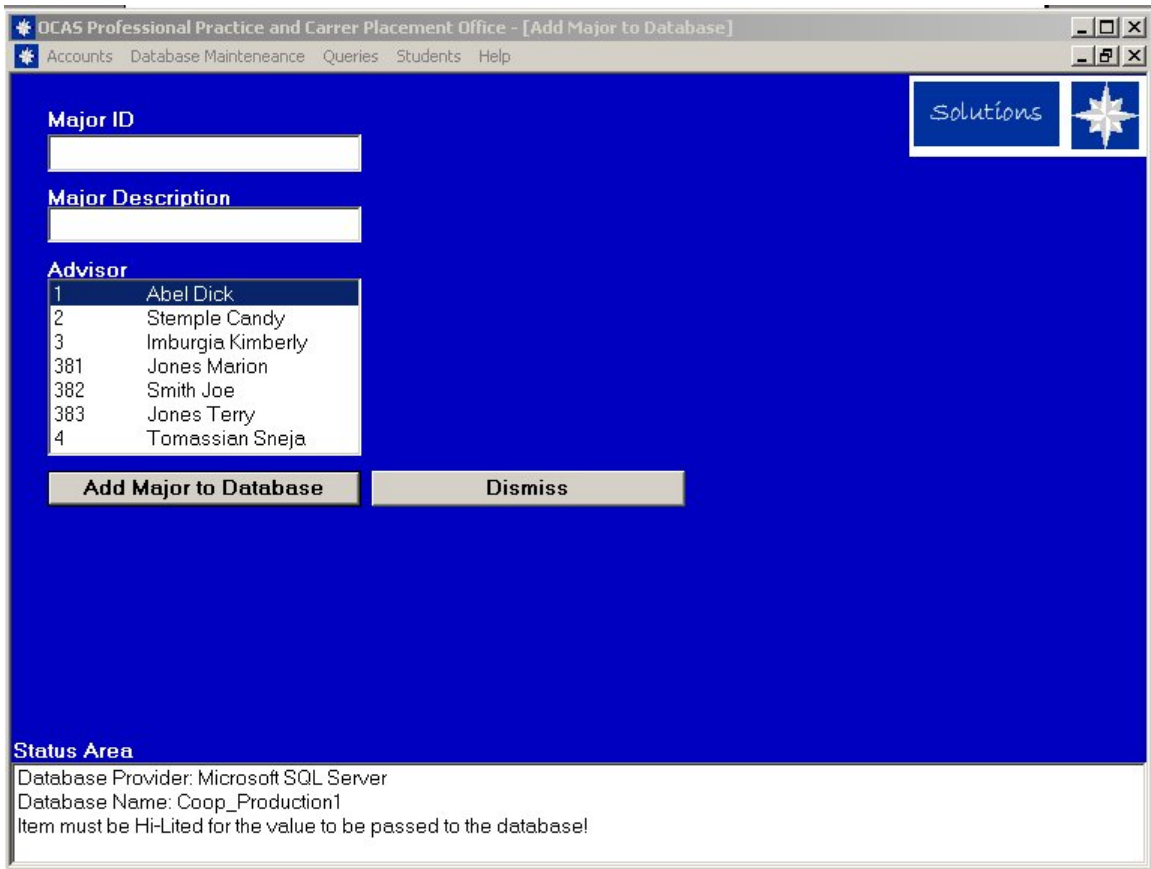 OCAS Professional Practice and Carrer Placement Office - [Add Major to Database]
Accounts Database Mainteneance Queries Students Help
Solutions
Major ID
Major Description
Advisor
1 Abel Dick
2 Stemple Candy
3 Imburgia Kimberly
381 Jones Marion
382 Smith Joe
383 Jones Terry
4 Tomassian Sneja
Add Major to Database Dismiss
Status Area
Database Provider: Microsoft SQL Server
Database Name: Coop_Production1
Item must be Hi-Lited for the value to be passed to the database!